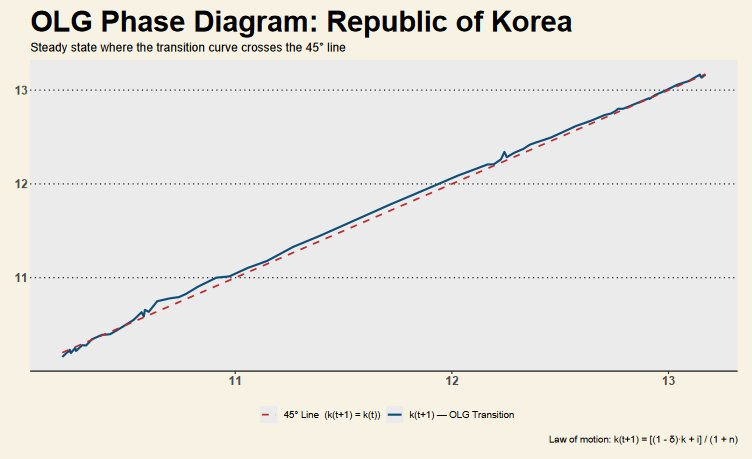 OLG Phase Diagram: Republic of Korea
Steady state where the transition curve crosses the 45° line
13
12
11
11 12 13
45° Line (k(t+1) = k(t)) k(t+1) — OLG Transition
Law of motion: k(t+1) = [(1 - δ)·k + i] / (1 + n)